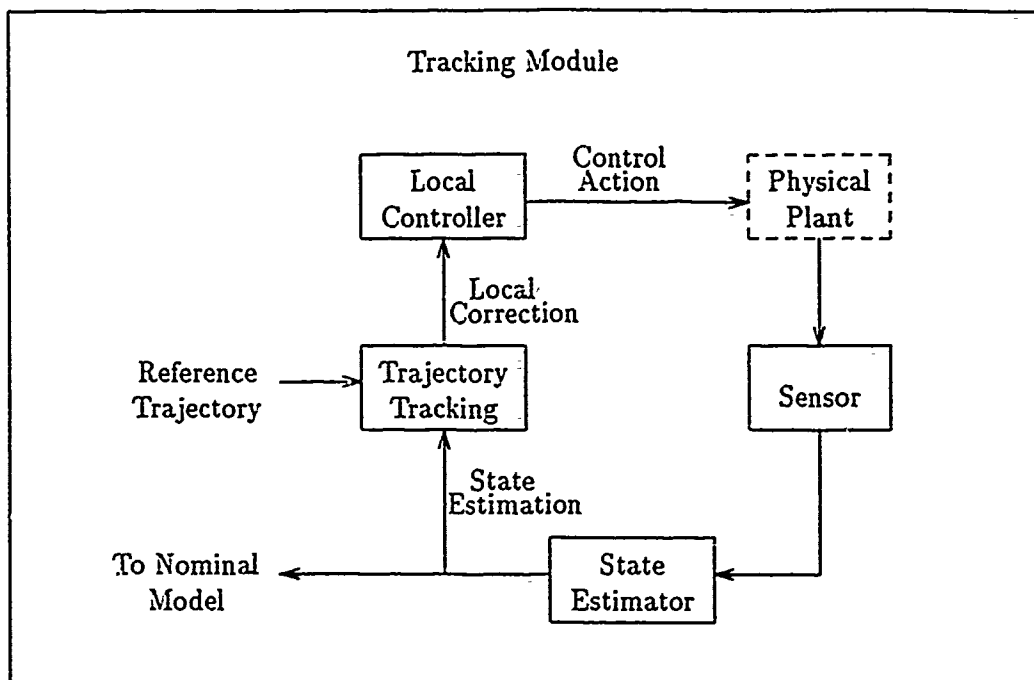 Tracking Module
Local
Controller
Control
Action
Physical
Plant
Local
Correction
Reference
Trajectory
Trajectory
Tracking
Sensor
State
Estimation
To Nominal
Model
State
Estimator